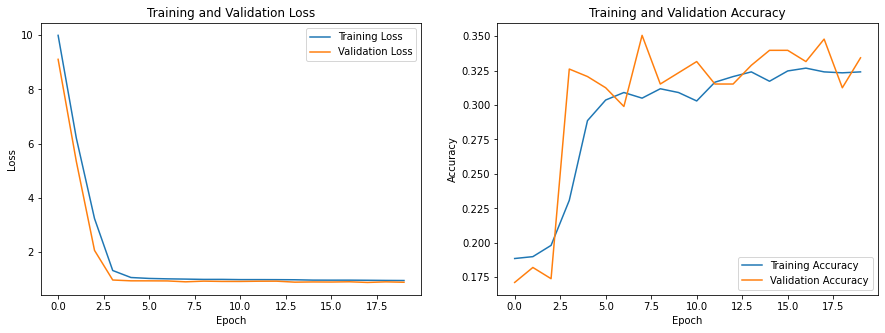 Training and Validation Loss
Training Loss
Validation Loss
10
8
6
4
2
Loss
0.0 2.5 5.0 7.5 10.0 12.5 15.0 17.5
Epoch
Training and Validation Accuracy
0.350
0.325
0.300
0.275
0.250
0.225
0.200
0.175
Accuracy
Training Accuracy
Validation Accuracy
0.0 2.5 5.0 7.5 10.0 12.5 15.0 17.5
Epoch